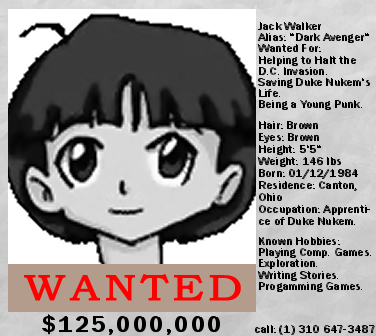 Jack Walker
Alias: "Dark Avenger"
Wanted For:
Helping to Halt the
D.C. Invasion.
Saving Duke Nukem's
Life.
Being a Young Punk.
Hair: Brown
Eyes: Brown
Height: 5'5"
Weight: 146 lbs
Born: 01/12/1984
Residence: Canton,
Ohio
Occupation: Apprenti-
ce of Duke Nukem.
Known Hobbies:
Playing Comp. Games.
Exploration.
Writing Stories.
Progamming Games.
WANTED
$125,000,000
call: (1) 310 647-3487